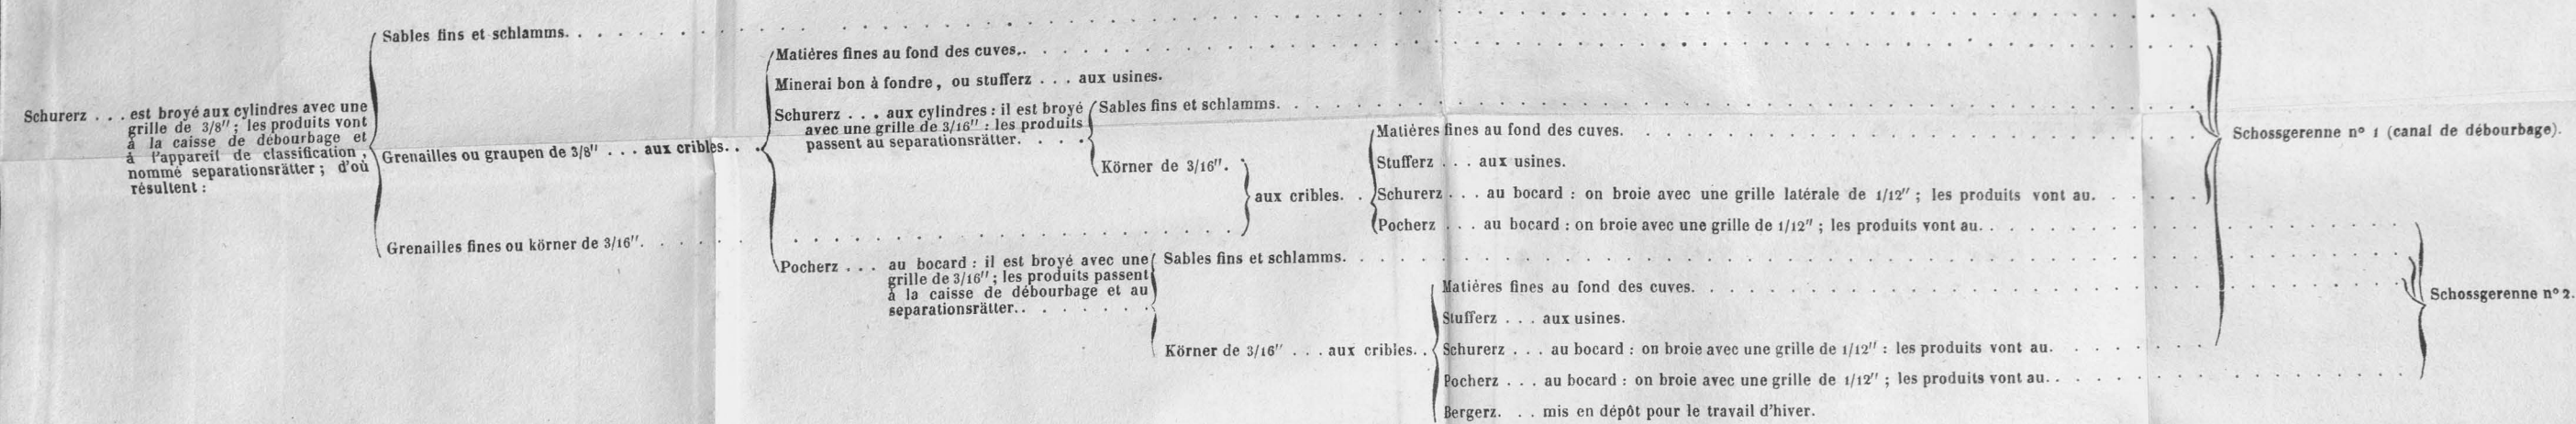 Sables fins et schlamms.
Schurerz . . . est broyé aux cylindres avec une
grille de 3/8″ ; les produits vont
à la caisse de débourbage et
à l'appareil de classification,
nommé separationsrätter ; d'où
résultent :
Grenailles ou graupen de 3/8″ . . . aux cribles.
Grenailles fines ou körner de 3/16″.
Matières fines au fond des cuves.
Minerai bon à fondre, ou stufferz . . . aux usines.
Schurerz . . . aux cylindres : il est broyé
avec une grille de 3/16″ : les produits
passent au separationsrätter.
Sables fins et schlamms.
Körner de 3/16″.
aux cribles.
Matières fines au fond des cuves.
Stufferz . . . aux usines.
Schurerz . . . au bocard : on broie avec une grille latérale de 1/12″ ; les produits vont au.
Pocherz . . . au bocard : on broie avec une grille de 1/12″ ; les produits vont au.
Schossgerenne n° 1 (canal de débourbage).
Pocherz . . . au bocard : il est broyé avec une
grille de 3/16″ ; les produits passent
à la caisse de débourbage et au
separationsrätter.
Sables fins et schlamms.
Körner de 3/16″ . . . aux cribles.
Matières fines au fond des cuves.
Stufferz . . . aux usines.
Schurerz . . . au bocard : on broie avec une grille de 1/12″ : les produits vont au.
Pocherz . . . au bocard : on broie avec une grille de 1/12″ ; les produits vont au.
Bergerz. . . mis en dépôt pour le travail d'hiver.
Schossgerenne n° 2.